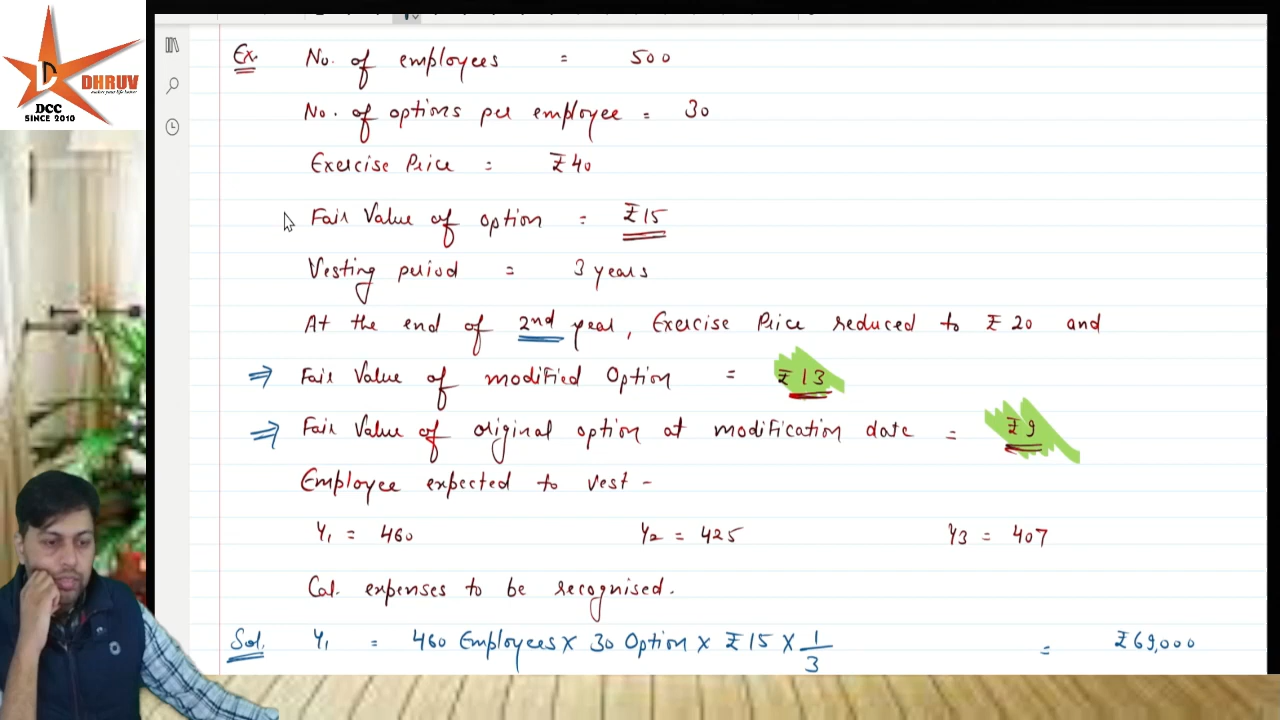 DHRUV
makes your life better
DCC
SINCE 2010
Ex. No. of employees = 500
No. of options per employee = 30
Exercise Price = ₹40
Fair Value of option = ₹15
Vesting period = 3 years
At the end of 2nd year, Exercise Price reduced to ₹20 and
⇒ Fair Value of modified Option = ₹13
⇒ Fair Value of original option at modification date = ₹9
Employee expected to vest -
Y1 = 460 Y2 = 425 Y3 = 407
Cal. expenses to be recognised.
Sol. Y1 = 460 Employees × 30 Option × ₹15 × 1/3 = ₹69,000